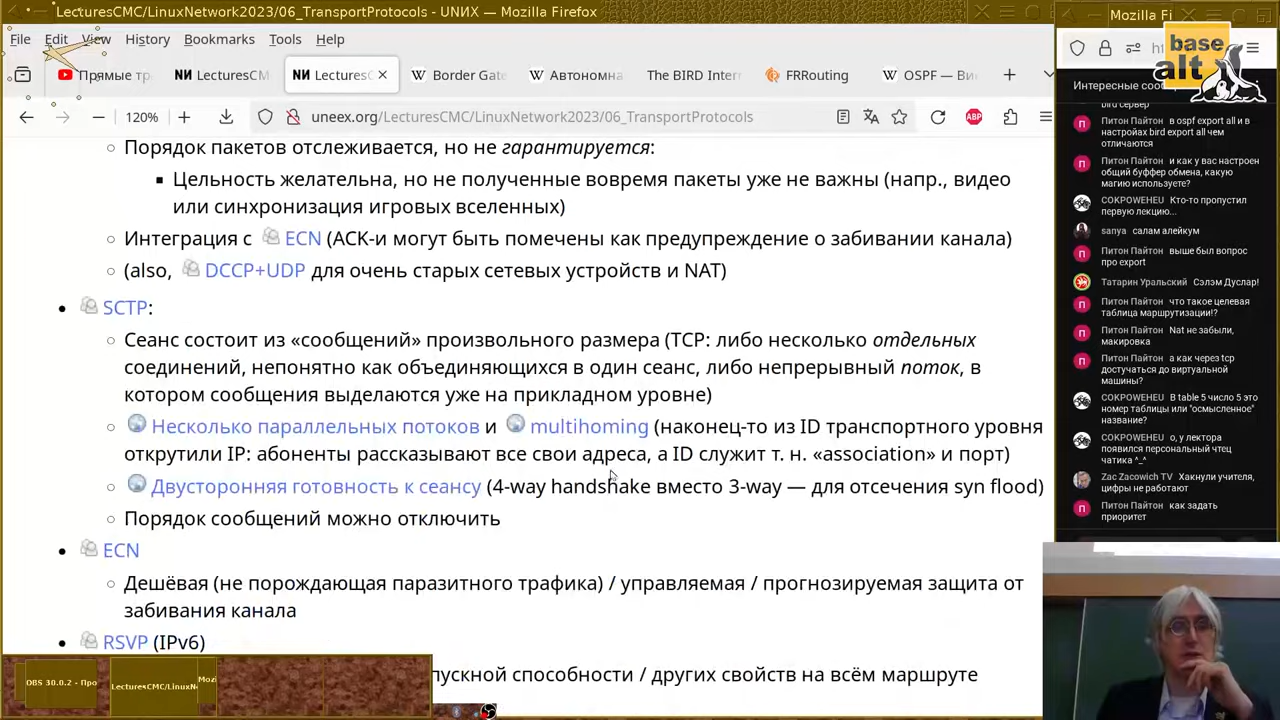 LecturesCMC/LinuxNetwork2023/06_TransportProtocols - UNИX — Mozilla Firefox
File Edit View History Bookmarks Tools Help
Прямые тр
LecturesCM
LecturesC
Border Gate
Автономна
The BIRD Inter
FRRouting
OSPF — Ви
120%
uneex.org/LecturesCMC/LinuxNetwork2023/06_TransportProtocols
Порядок пакетов отслеживается, но не гарантируется:
Цельность желательна, но не полученные вовремя пакеты уже не важны (напр., видео
или синхронизация игровых вселенных)
Интеграция с ECN (ACK-и могут быть помечены как предупреждение о забивании канала)
(also, DCCP+UDP для очень старых сетевых устройств и NAT)
SCTP:
Сеанс состоит из «сообщений» произвольного размера (TCP: либо несколько отдельных
соединений, непонятно как объединяющихся в один сеанс, либо непрерывный поток, в
котором сообщения выделаются уже на прикладном уровне)
Несколько параллельных потоков и multihoming (наконец-то из ID транспортного уровня
открутили IP: абоненты рассказывают все свои адреса, а ID служит т. н. «association» и порт)
Двусторонняя готовность к сеансу (4-way handshake вместо 3-way — для отсечения syn flood)
Порядок сообщений можно отключить
ECN
Дешёвая (не порождающая паразитного трафика) / управляемая / прогнозируемая защита от
забивания канала
RSVP (IPv6)
пускной способности / других свойств на всём маршруте
OBS 30.0.2 - Про
LecturesCMC/LinuxN
Mozi
Mozilla Fi
base
alt
Интересные сооб
bird сервер
Питон Пайтон в ospf export all и в
настройках bird export all чем
отличаются
Питон Пайтон и как у вас настроен
общий буффер обмена, какую
магию используете?
COKPOWEHEU Кто-то пропустил
первую лекцию...
sanya салам алейкум
Питон Пайтон выше был вопрос
про export
Татарин Уральский Сэлэм Дуслар!
Питон Пайтон что такое целевая
таблица маршрутизации!?
Питон Пайтон Nat не забыли,
макировка
Питон Пайтон а как через tcp
достучаться до виртуальной
машины?
COKPOWEHEU В table 5 число 5 это
номер таблицы или "осмысленное"
название?
COKPOWEHEU о, у лектора
появился персональный чтец
чатика ^_^
Zac Zacowich TV Хакнули учителя,
цифры не работают
Питон Пайтон как задать
приоритет